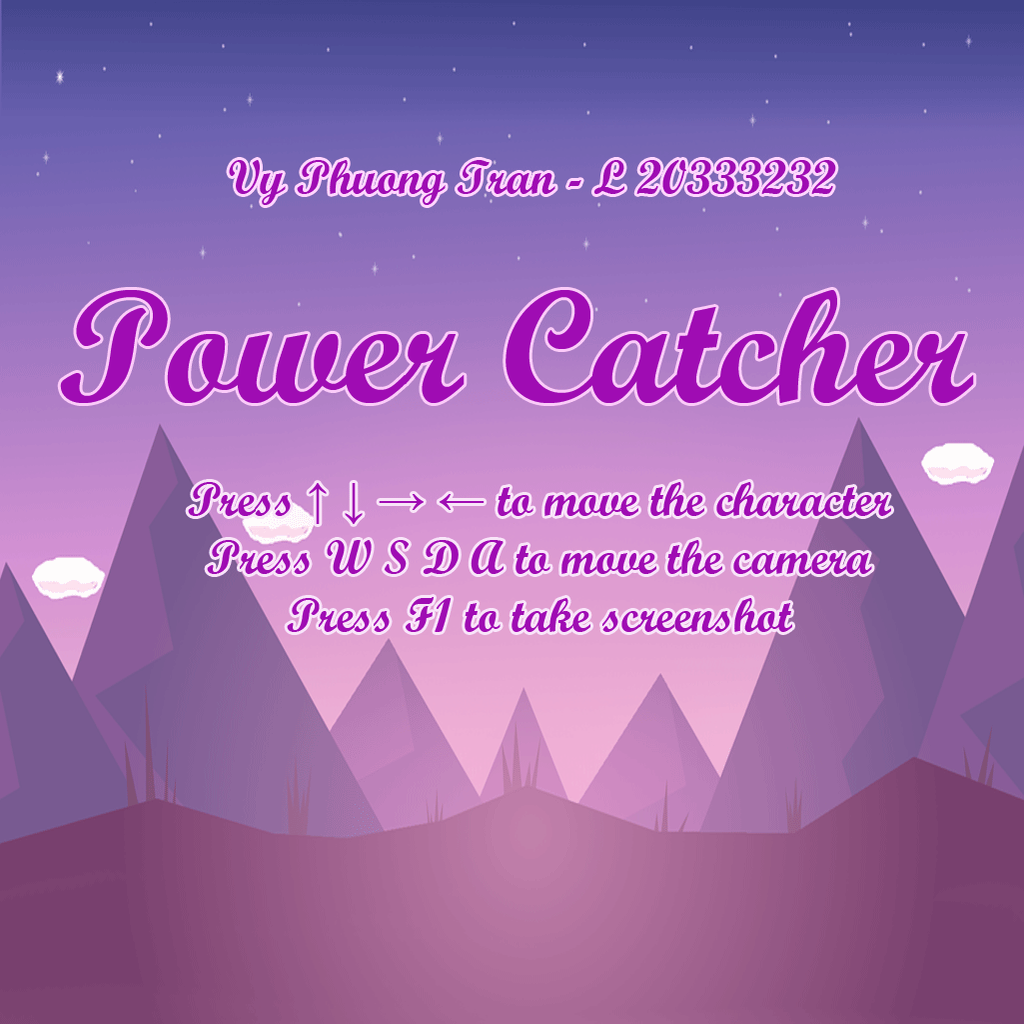 Vy Phuong Tran - L 20333232
Power Catcher
Press ↑ ↓ → ← to move the character
Press W S D A to move the camera
Press F1 to take screenshot